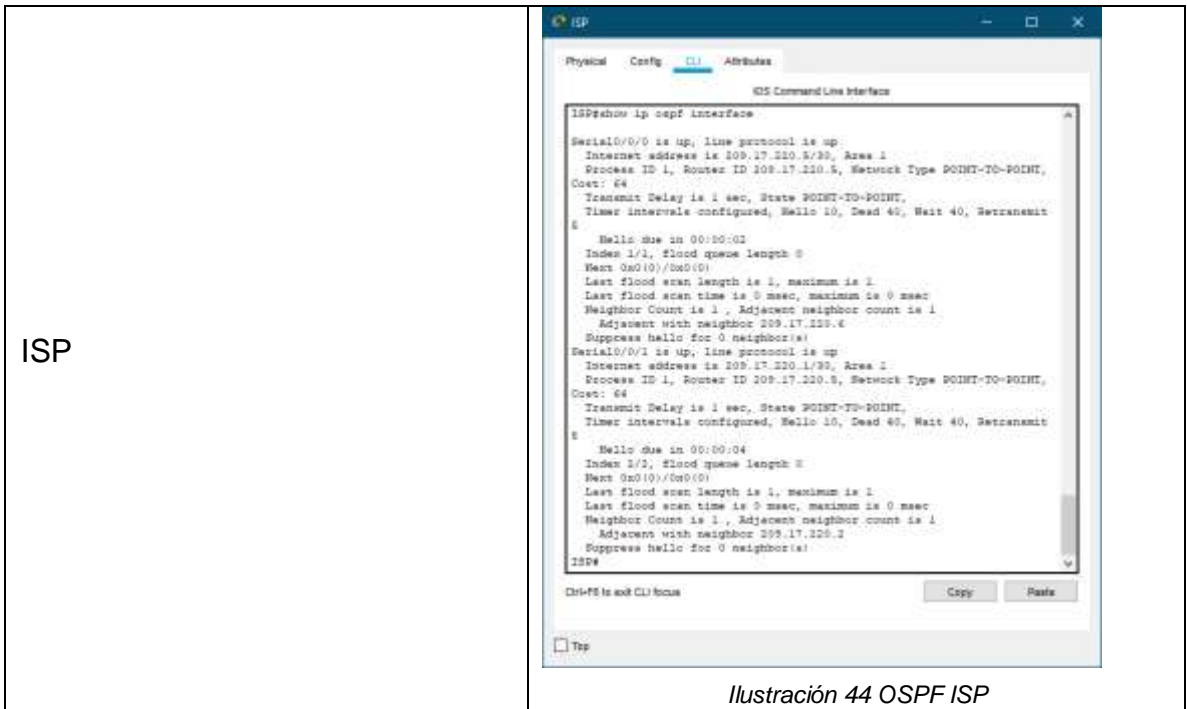 ISP
ISP
Physical Config CLI Attributes
IOS Command Line Interface
ISP#show ip ospf interface
Serial0/0/0 is up, line protocol is up
Internet address is 209.17.220.5/30, Area 1
Process ID 1, Router ID 209.17.220.5, Network Type POINT-TO-POINT,
Cost: 64
Transmit Delay is 1 sec, State POINT-TO-POINT,
Timer intervals configured, Hello 10, Dead 40, Wait 40, Retransmit
5
Hello due in 00:00:02
Index 1/1, flood queue length 0
Next 0x0(0)/0x0(0)
Last flood scan length is 1, maximum is 1
Last flood scan time is 0 msec, maximum is 0 msec
Neighbor Count is 1 , Adjacent neighbor count is 1
Adjacent with neighbor 209.17.220.6
Suppress hello for 0 neighbor(s)
Serial0/0/1 is up, line protocol is up
Internet address is 209.17.220.1/30, Area 1
Process ID 1, Router ID 209.17.220.5, Network Type POINT-TO-POINT,
Cost: 64
Transmit Delay is 1 sec, State POINT-TO-POINT,
Timer intervals configured, Hello 10, Dead 40, Wait 40, Retransmit
5
Hello due in 00:00:04
Index 2/2, flood queue length 0
Next 0x0(0)/0x0(0)
Last flood scan length is 1, maximum is 1
Last flood scan time is 0 msec, maximum is 0 msec
Neighbor Count is 1 , Adjacent neighbor count is 1
Adjacent with neighbor 209.17.220.2
Suppress hello for 0 neighbor(s)
ISP#
Ctrl+F6 to exit CLI focus
Copy Paste
Top
Ilustración 44 OSPF ISP